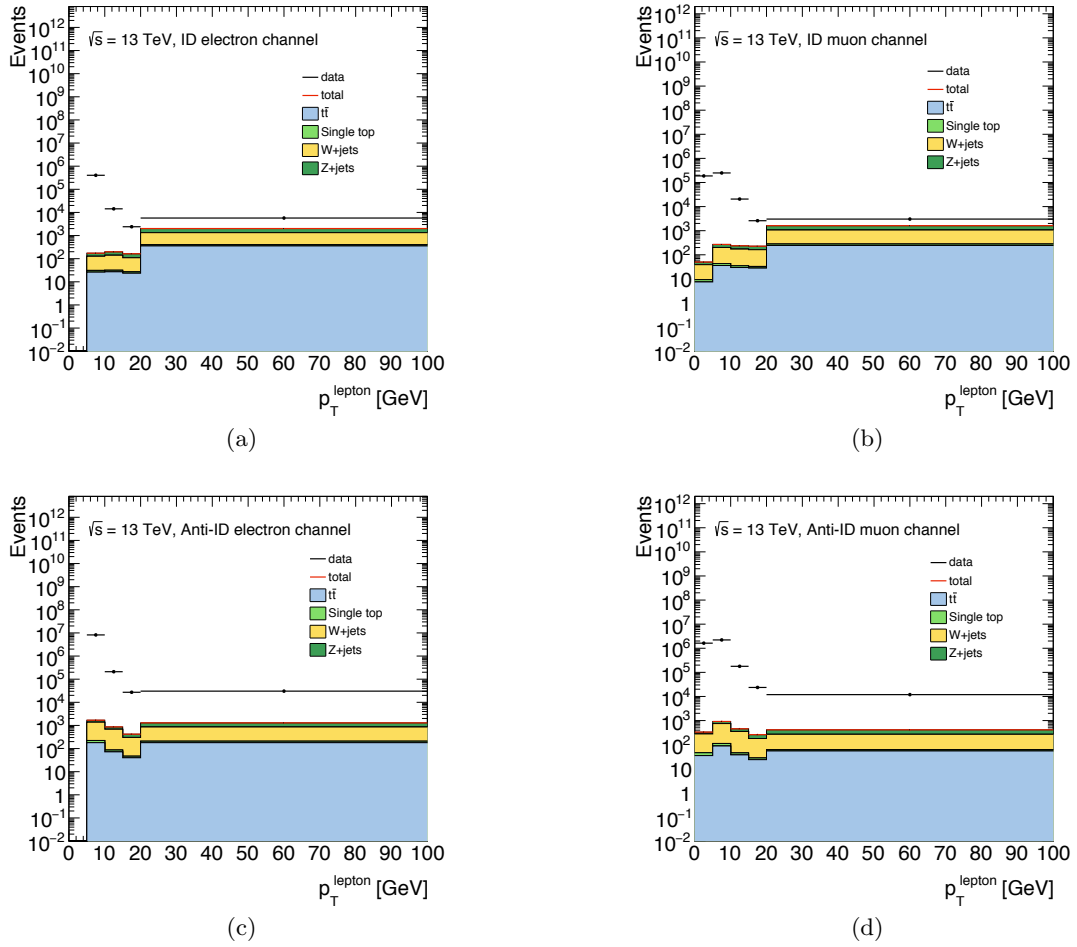 Events
√s = 13 TeV, ID electron channel
data
total
tt̄
Single top
W+jets
Z+jets
10¹²
10¹¹
10¹⁰
10⁹
10⁸
10⁷
10⁶
10⁵
10⁴
10³
10²
10
1
10⁻¹
10⁻²
0 10 20 30 40 50 60 70 80 90 100
p_T^lepton [GeV]
(a)
Events
√s = 13 TeV, ID muon channel
data
total
tt̄
Single top
W+jets
Z+jets
10¹²
10¹¹
10¹⁰
10⁹
10⁸
10⁷
10⁶
10⁵
10⁴
10³
10²
10
1
10⁻¹
10⁻²
0 10 20 30 40 50 60 70 80 90 100
p_T^lepton [GeV]
(b)
Events
√s = 13 TeV, Anti-ID electron channel
data
total
tt̄
Single top
W+jets
Z+jets
10¹²
10¹¹
10¹⁰
10⁹
10⁸
10⁷
10⁶
10⁵
10⁴
10³
10²
10
1
10⁻¹
10⁻²
0 10 20 30 40 50 60 70 80 90 100
p_T^lepton [GeV]
(c)
Events
√s = 13 TeV, Anti-ID muon channel
data
total
tt̄
Single top
W+jets
Z+jets
10¹²
10¹¹
10¹⁰
10⁹
10⁸
10⁷
10⁶
10⁵
10⁴
10³
10²
10
1
10⁻¹
10⁻²
0 10 20 30 40 50 60 70 80 90 100
p_T^lepton [GeV]
(d)